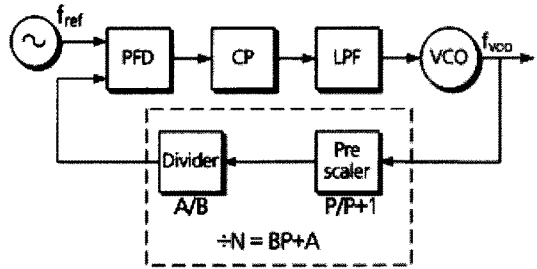 f_ref
PFD
CP
LPF
VCO
f_VCO
Divider
A/B
Pre
scaler
P/P+1
÷N = BP+A